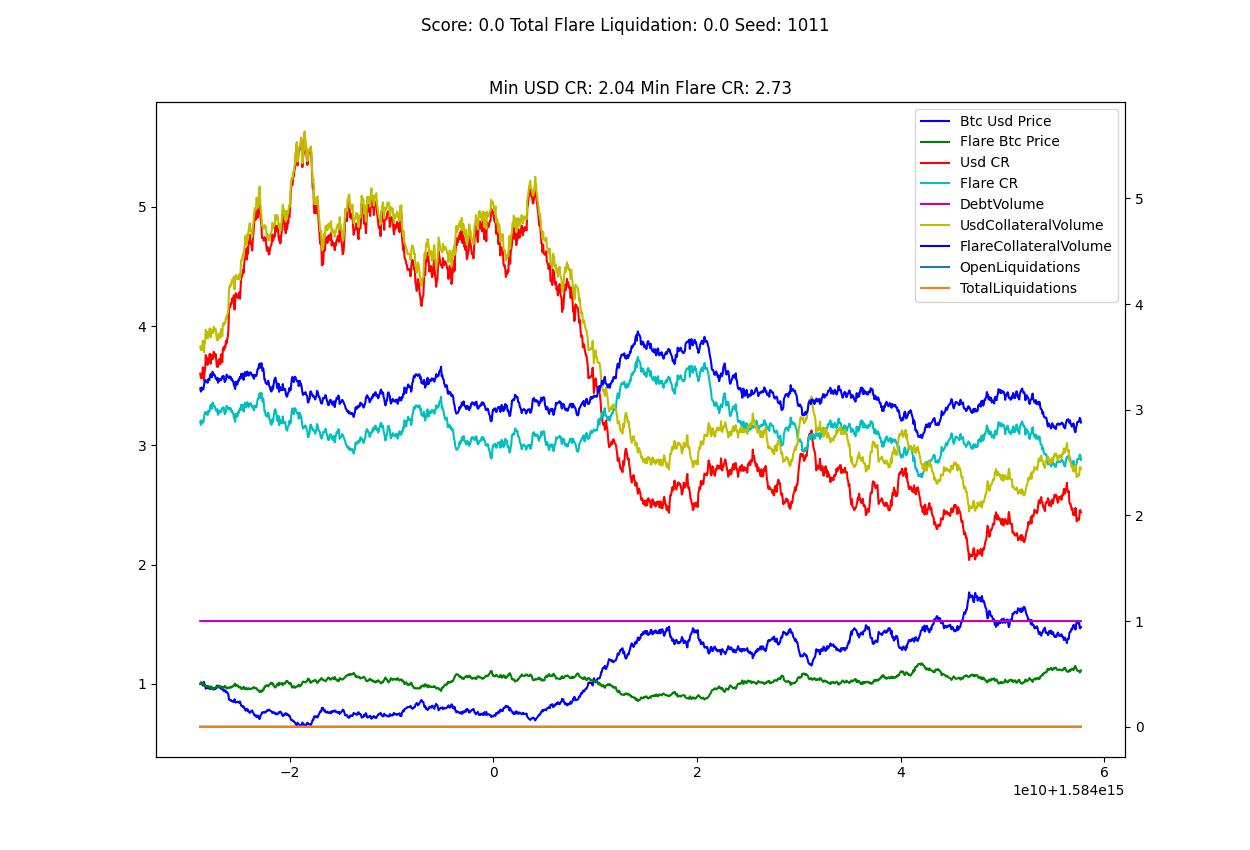 Score: 0.0 Total Flare Liquidation: 0.0 Seed: 1011
Min USD CR: 2.04 Min Flare CR: 2.73
Btc Usd Price
Flare Btc Price
Usd CR
Flare CR
DebtVolume
UsdCollateralVolume
FlareCollateralVolume
OpenLiquidations
TotalLiquidations
5
4
3
2
1
5
4
3
2
1
0
−2
0
2
4
6
1e10+1.584e15